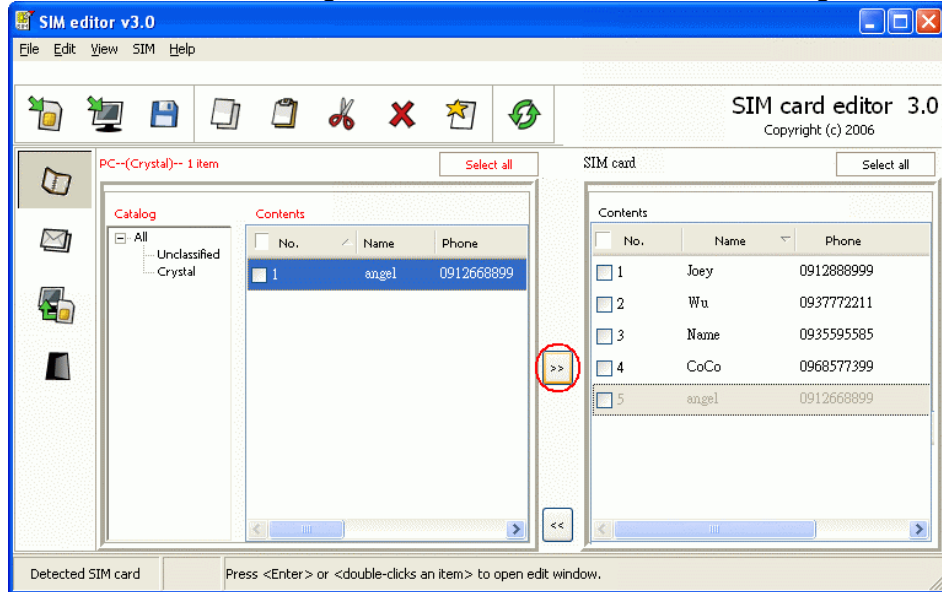 SIM editor v3.0
File Edit View SIM Help
SIM card editor 3.0
Copyright (c) 2006
PC--(Crystal)-- 1 item
Select all
SIM card
Select all
Catalog
All
Unclassified
Crystal
Contents
No. Name Phone
1 angel 0912668899
>>
<<
Contents
No. Name Phone
1 Joey 0912888999
2 Wu 0937772211
3 Name 0935595585
4 CoCo 0968577399
5 angel 0912668899
Detected SIM card
Press <Enter> or <double-clicks an item> to open edit window.